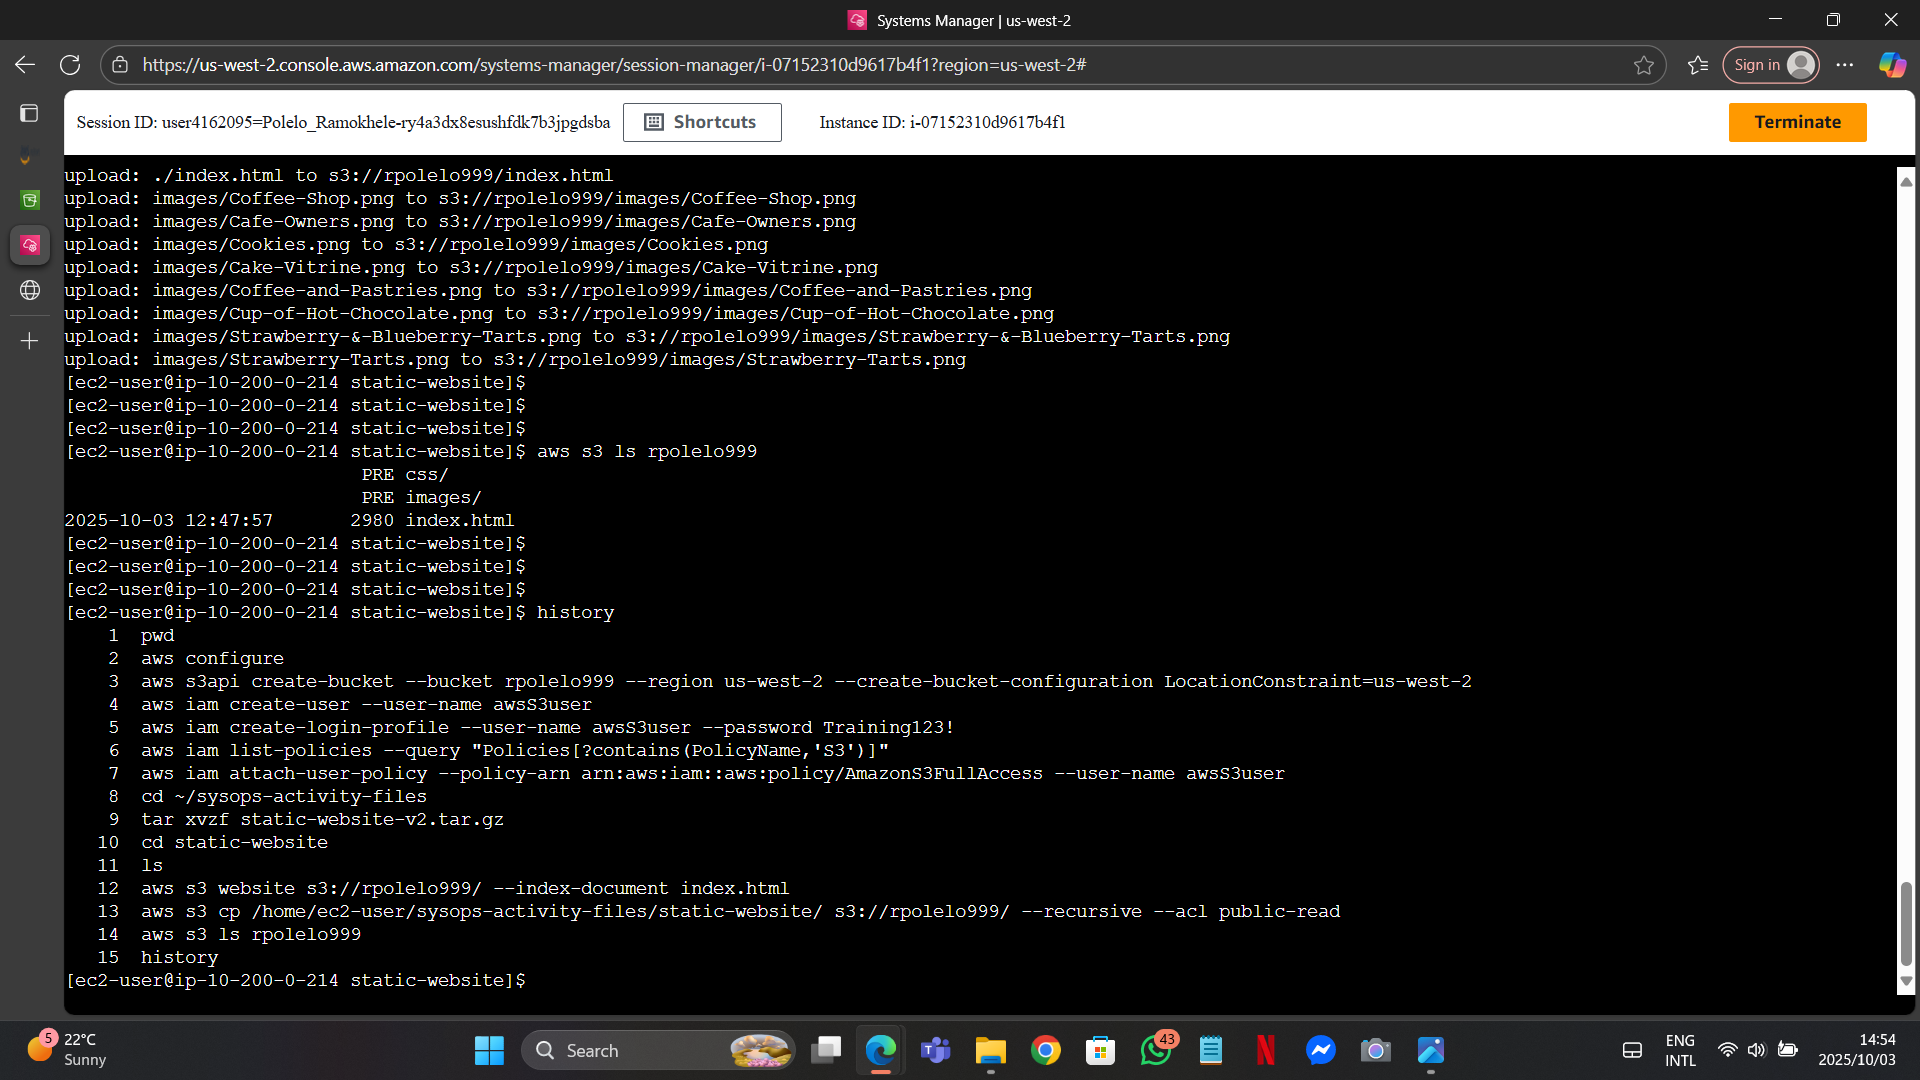 Systems Manager | us-west-2
https://us-west-2.console.aws.amazon.com/systems-manager/session-manager/i-07152310d9617b4f1?region=us-west-2#
Sign in
Session ID: user4162095=Polelo_Ramokhele-ry4a3dx8esushfdk7b3jpgdsba
Shortcuts
Instance ID: i-07152310d9617b4f1
Terminate
upload: ./index.html to s3://rpolelo999/index.html
upload: images/Coffee-Shop.png to s3://rpolelo999/images/Coffee-Shop.png
upload: images/Cafe-Owners.png to s3://rpolelo999/images/Cafe-Owners.png
upload: images/Cookies.png to s3://rpolelo999/images/Cookies.png
upload: images/Cake-Vitrine.png to s3://rpolelo999/images/Cake-Vitrine.png
upload: images/Coffee-and-Pastries.png to s3://rpolelo999/images/Coffee-and-Pastries.png
upload: images/Cup-of-Hot-Chocolate.png to s3://rpolelo999/images/Cup-of-Hot-Chocolate.png
upload: images/Strawberry-&-Blueberry-Tarts.png to s3://rpolelo999/images/Strawberry-&-Blueberry-Tarts.png
upload: images/Strawberry-Tarts.png to s3://rpolelo999/images/Strawberry-Tarts.png
[ec2-user@ip-10-200-0-214 static-website]$
[ec2-user@ip-10-200-0-214 static-website]$
[ec2-user@ip-10-200-0-214 static-website]$
[ec2-user@ip-10-200-0-214 static-website]$ aws s3 ls rpolelo999
PRE css/
PRE images/
2025-10-03 12:47:57 2980 index.html
[ec2-user@ip-10-200-0-214 static-website]$
[ec2-user@ip-10-200-0-214 static-website]$
[ec2-user@ip-10-200-0-214 static-website]$
[ec2-user@ip-10-200-0-214 static-website]$ history
1 pwd
2 aws configure
3 aws s3api create-bucket --bucket rpolelo999 --region us-west-2 --create-bucket-configuration LocationConstraint=us-west-2
4 aws iam create-user --user-name awsS3user
5 aws iam create-login-profile --user-name awsS3user --password Training123!
6 aws iam list-policies --query "Policies[?contains(PolicyName,'S3')]"
7 aws iam attach-user-policy --policy-arn arn:aws:iam::aws:policy/AmazonS3FullAccess --user-name awsS3user
8 cd ~/sysops-activity-files
9 tar xvzf static-website-v2.tar.gz
10 cd static-website
11 ls
12 aws s3 website s3://rpolelo999/ --index-document index.html
13 aws s3 cp /home/ec2-user/sysops-activity-files/static-website/ s3://rpolelo999/ --recursive --acl public-read
14 aws s3 ls rpolelo999
15 history
[ec2-user@ip-10-200-0-214 static-website]$
5
22°C
Sunny
Search
43
ENG
INTL
14:54
2025/10/03